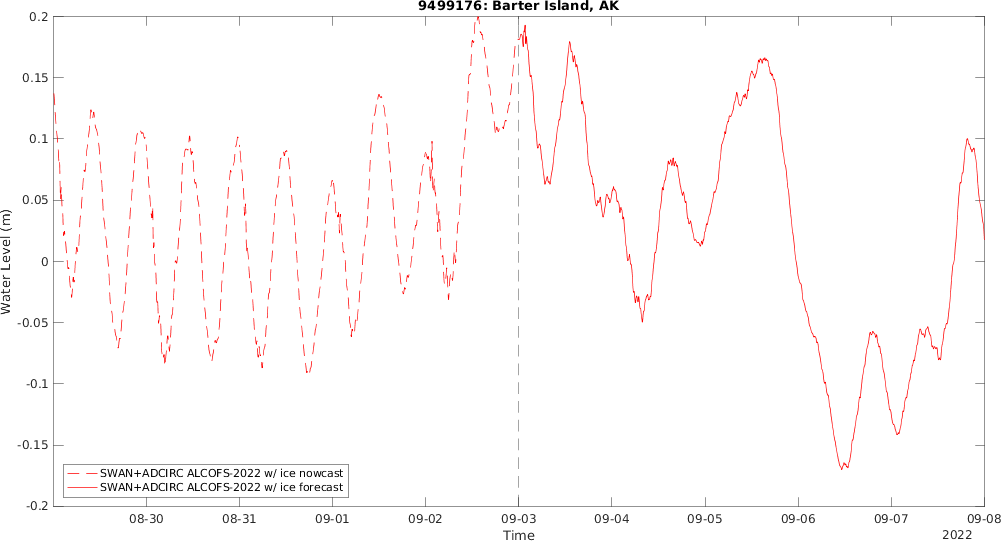 9499176: Barter Island, AK
0.2
0.15
0.1
0.05
0
-0.05
-0.1
-0.15
-0.2
Water Level (m)
SWAN+ADCIRC ALCOFS-2022 w/ ice nowcast
SWAN+ADCIRC ALCOFS-2022 w/ ice forecast
08-30 08-31 09-01 09-02 09-03 09-04 09-05 09-06 09-07 09-08
Time
2022